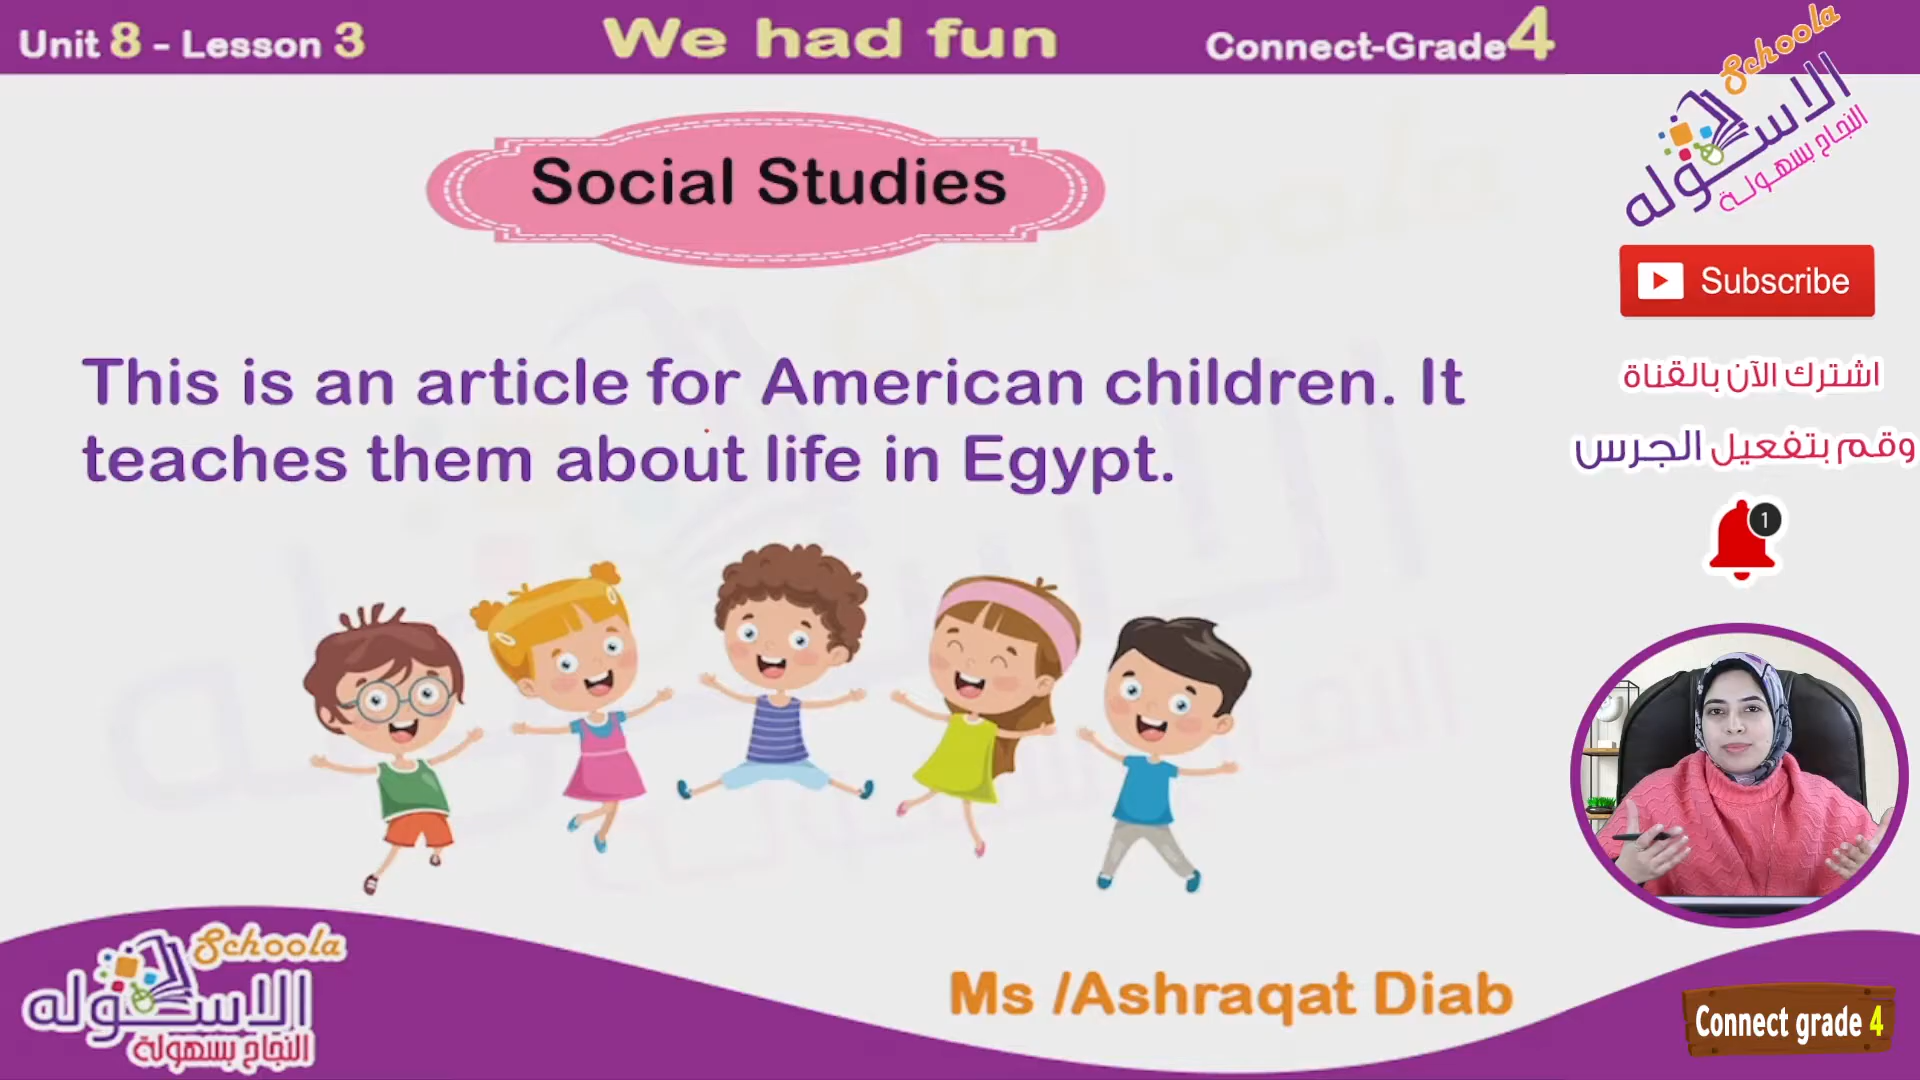 Unit 8 - Lesson 3
We had fun
Connect-Grade4
Schoola
الاسكوله
النجاح بسهولة
Social Studies
Subscribe
اشترك الآن بالقناة
وقم بتفعيل الجرس
1
This is an article for American children. It
teaches them about life in Egypt.
Schoola
الاسكوله
النجاح بسهولة
Ms /Ashraqat Diab
Connect grade 4